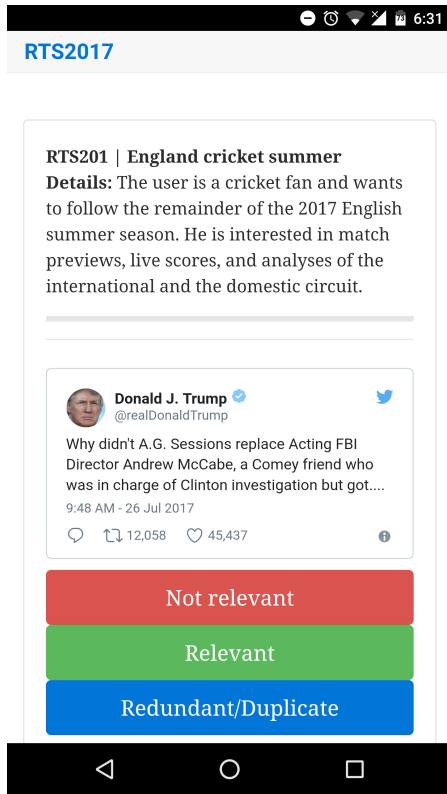 73 6:31
RTS2017
RTS201 | England cricket summer
Details: The user is a cricket fan and wants
to follow the remainder of the 2017 English
summer season. He is interested in match
previews, live scores, and analyses of the
international and the domestic circuit.
Donald J. Trump
@realDonaldTrump
Why didn't A.G. Sessions replace Acting FBI
Director Andrew McCabe, a Comey friend who
was in charge of Clinton investigation but got....
9:48 AM - 26 Jul 2017
12,058 45,437
Not relevant
Relevant
Redundant/Duplicate